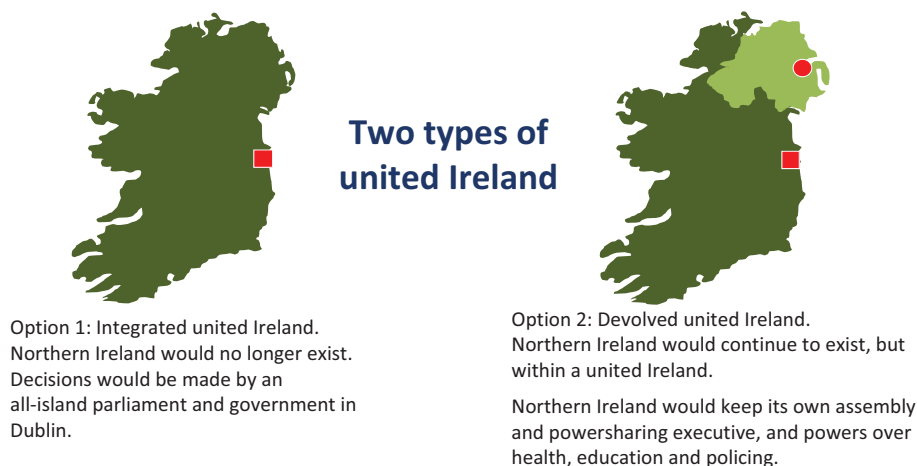 Two types of
united Ireland
Option 1: Integrated united Ireland.
Northern Ireland would no longer exist.
Decisions would be made by an
all-island parliament and government in
Dublin.
Option 2: Devolved united Ireland.
Northern Ireland would continue to exist, but
within a united Ireland.
Northern Ireland would keep its own assembly
and powersharing executive, and powers over
health, education and policing.